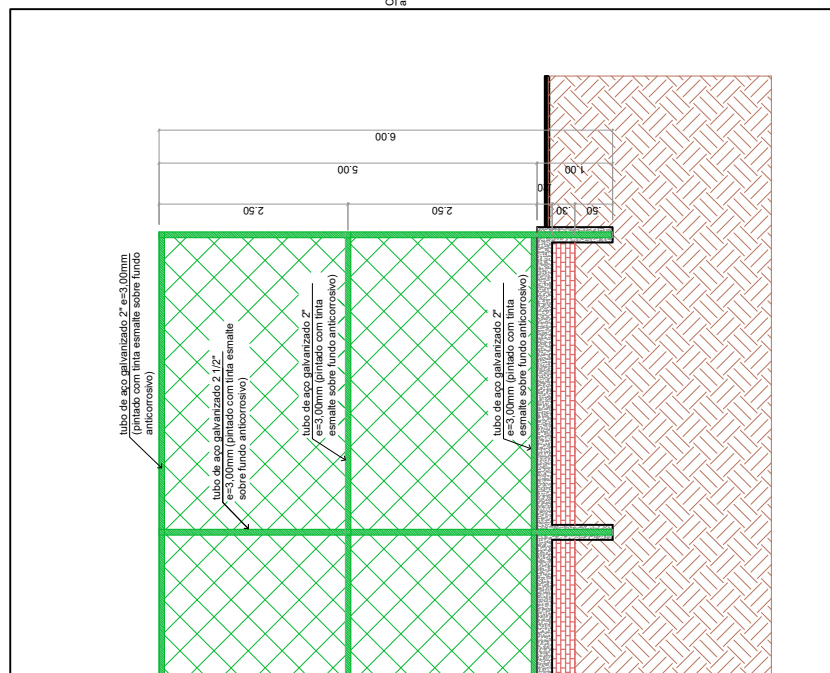 6.00
5.00
1.00
2.50
2.50
.30
.50
tubo de aço galvanizado 2" e=3,00mm
(pintado com tinta esmalte sobre fundo
anticorrosivo)
tubo de aço galvanizado 2 1/2"
e=3,00mm (pintado com tinta esmalte
sobre fundo anticorrosivo)
tubo de aço galvanizado 2"
e=3,00mm (pintado com tinta
esmalte sobre fundo anticorrosivo)
tubo de aço galvanizado 2"
e=3,00mm (pintado com tinta
esmalte sobre fundo anticorrosivo)